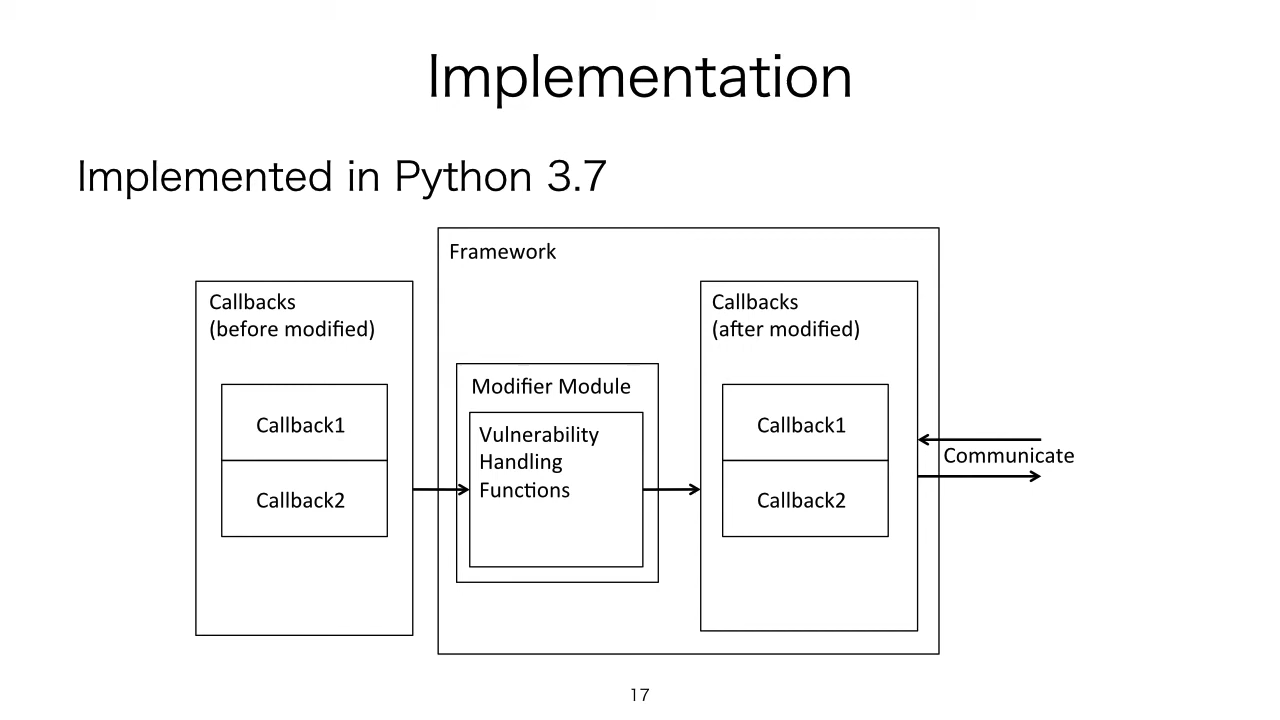 Implementation
Implemented in Python 3.7
Framework
Callbacks
(before modified)
Callback1
Callback2
Modifier Module
Vulnerability
Handling
Functions
Callbacks
(after modified)
Callback1
Callback2
Communicate
17